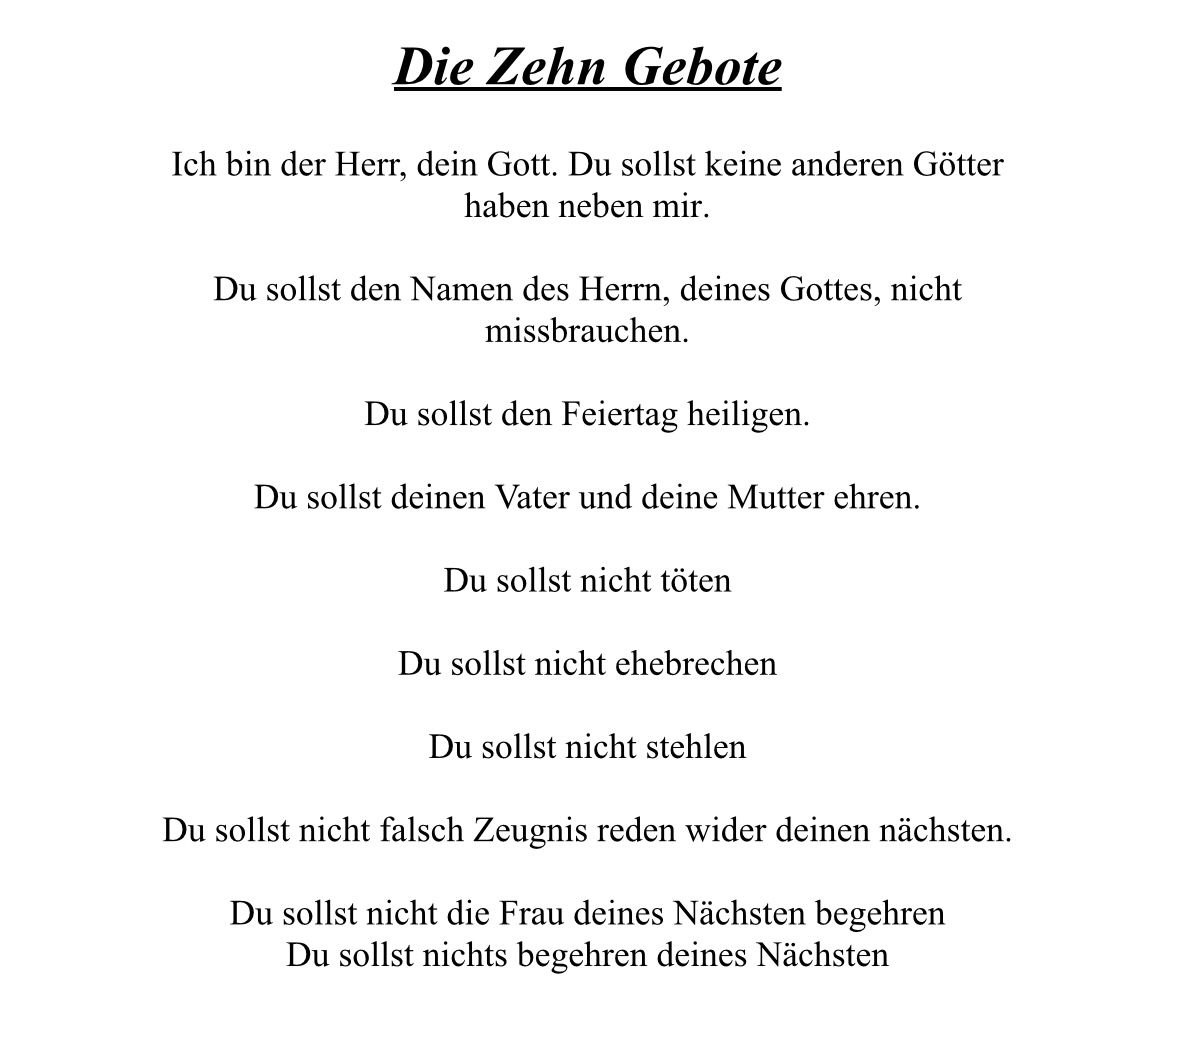 Die Zehn Gebote
Ich bin der Herr, dein Gott. Du sollst keine anderen Götter
haben neben mir.
Du sollst den Namen des Herrn, deines Gottes, nicht
missbrauchen.
Du sollst den Feiertag heiligen.
Du sollst deinen Vater und deine Mutter ehren.
Du sollst nicht töten
Du sollst nicht ehebrechen
Du sollst nicht stehlen
Du sollst nicht falsch Zeugnis reden wider deinen nächsten.
Du sollst nicht die Frau deines Nächsten begehren
Du sollst nichts begehren deines Nächsten